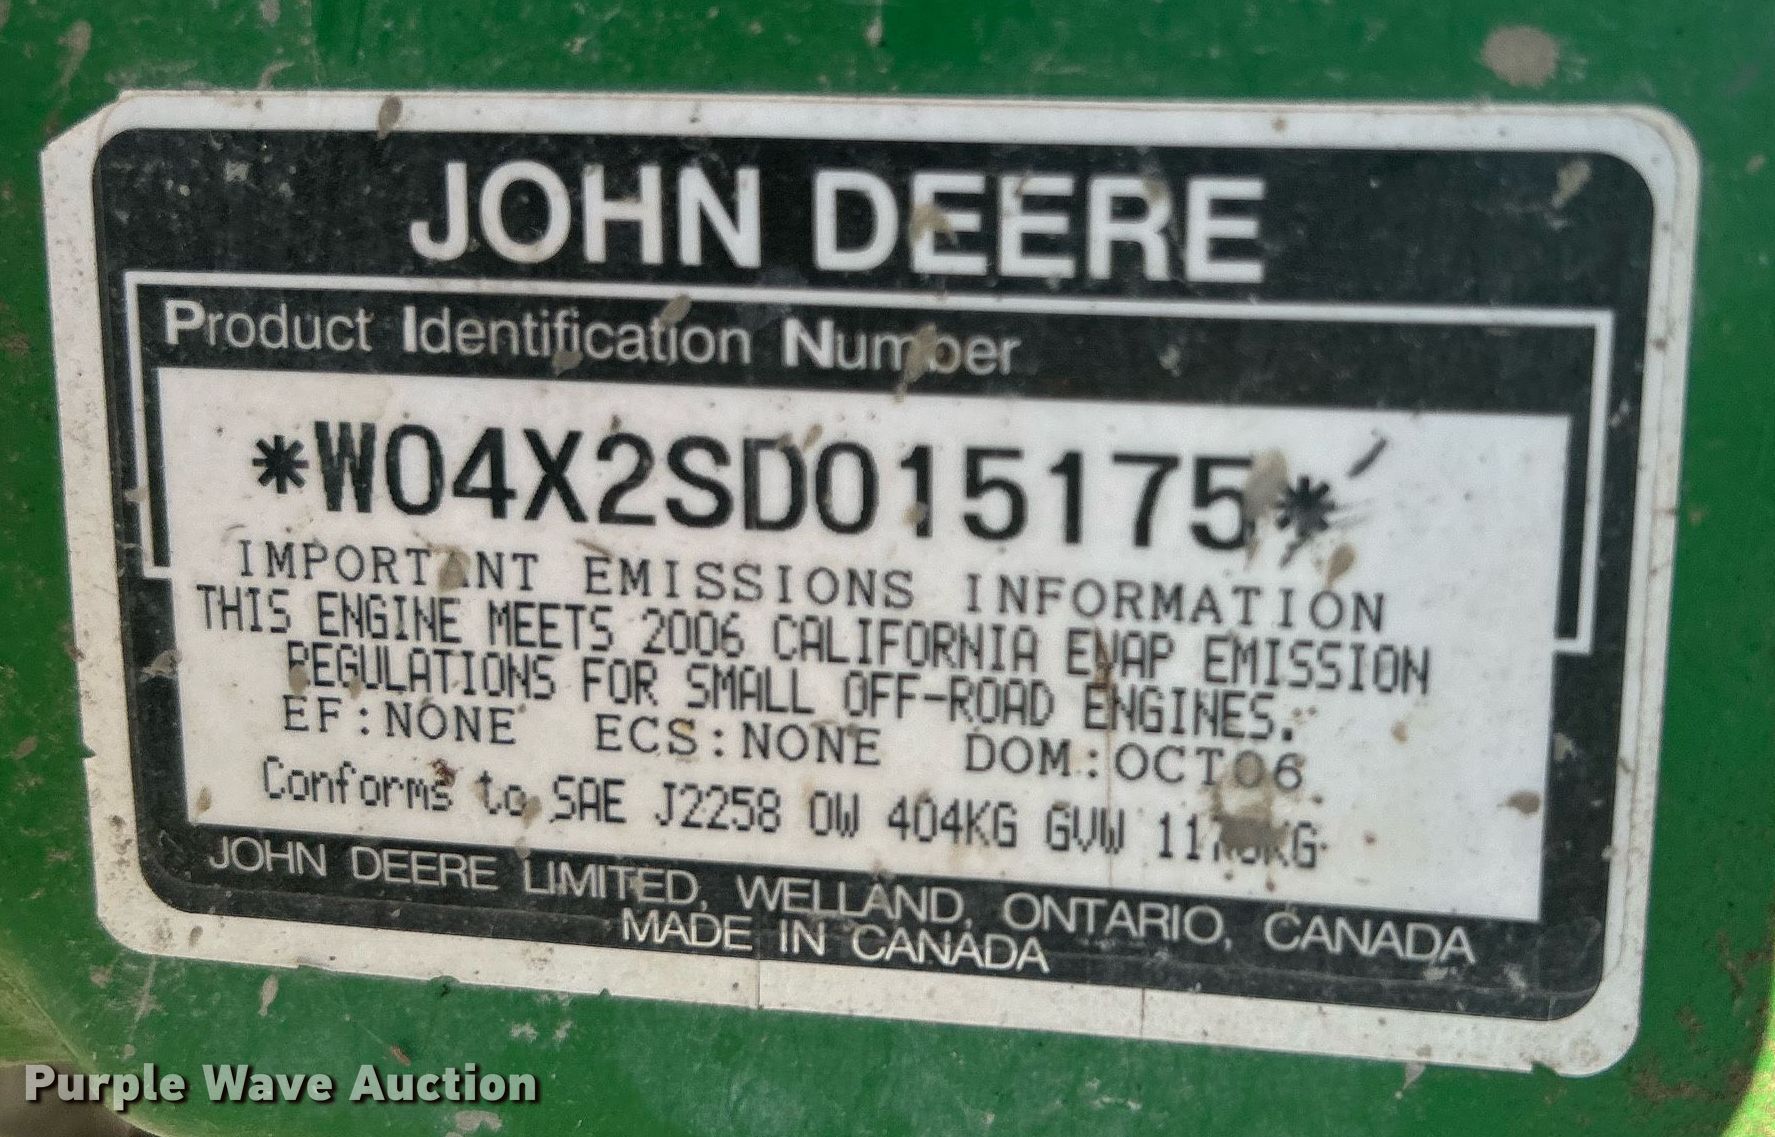 JOHN DEERE
Product Identification Number
*W04X2SD015175*
IMPORTANT EMISSIONS INFORMATION
THIS ENGINE MEETS 2006 CALIFORNIA EVAP EMISSION
REGULATIONS FOR SMALL OFF-ROAD ENGINES.
EF:NONE ECS:NONE DOM:OCT06
Conforms to SAE J2258 OW 404KG GVW
JOHN DEERE LIMITED, WELLAND, ONTARIO, CANADA
MADE IN CANADA
Purple Wave Auction